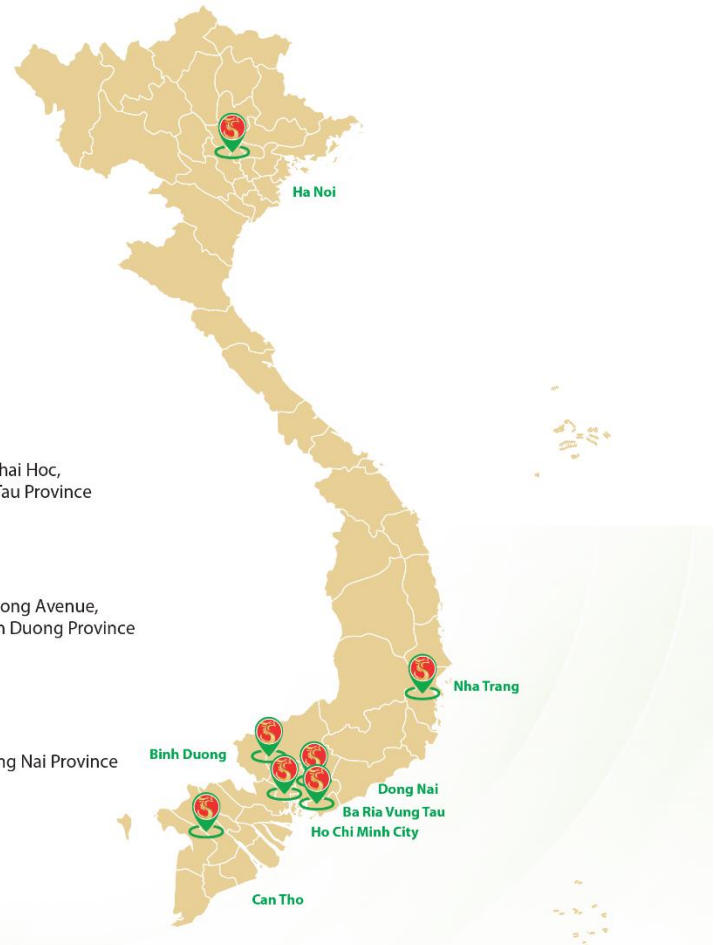 Ha Noi
hai Hoc,
Tau Province
ong Avenue,
h Duong Province
Nha Trang
Binh Duong
ng Nai Province
Dong Nai
Ba Ria Vung Tau
Ho Chi Minh City
Can Tho